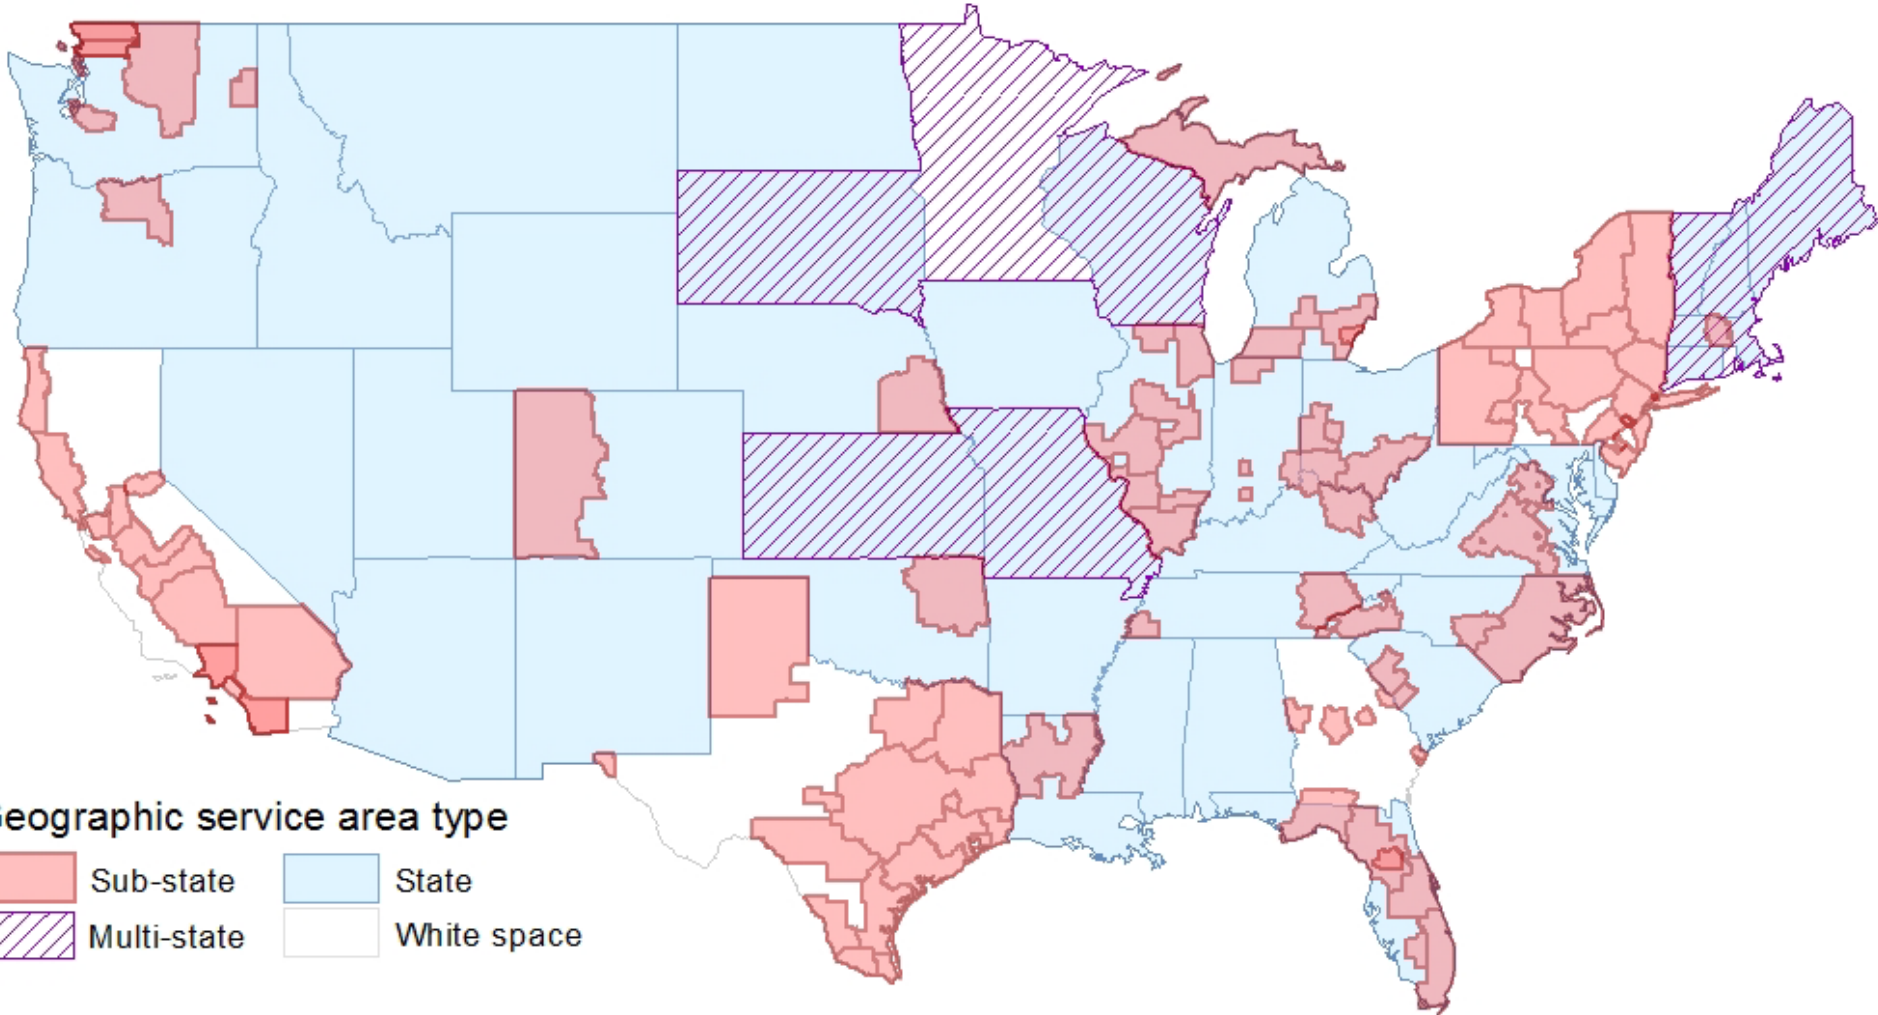 eographic service area type
Sub-state
State
Multi-state
White space